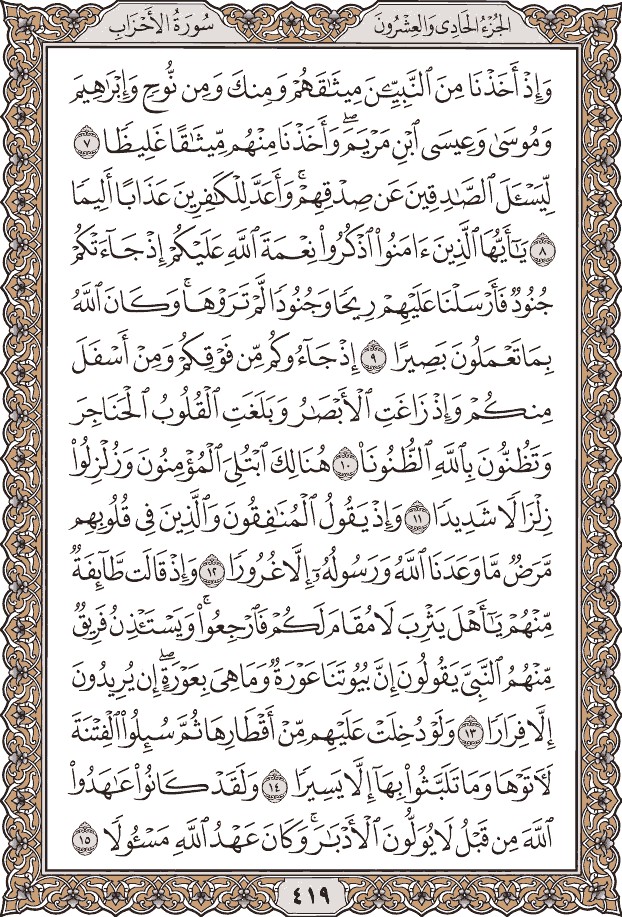 الجُزْءُ الحَادِى وَالعِشْرُونَ
سُورَةُ الأَحْزَابِ
وَإِذْ أَخَذْنَا مِنَ ٱلنَّبِيِّـۧنَ مِيثَٰقَهُمْ وَمِنكَ وَمِن نُّوحٍ وَإِبْرَٰهِيمَ
وَمُوسَىٰ وَعِيسَى ٱبْنِ مَرْيَمَۖ وَأَخَذْنَا مِنْهُم مِّيثَٰقًا غَلِيظًا ٧
لِّيَسْـَٔلَ ٱلصَّٰدِقِينَ عَن صِدْقِهِمْۚ وَأَعَدَّ لِلْكَٰفِرِينَ عَذَابًا أَلِيمًا
٨ يَٰٓأَيُّهَا ٱلَّذِينَ ءَامَنُوا۟ ٱذْكُرُوا۟ نِعْمَةَ ٱللَّهِ عَلَيْكُمْ إِذْ جَآءَتْكُمْ
جُنُودٌ فَأَرْسَلْنَا عَلَيْهِمْ رِيحًا وَجُنُودًا لَّمْ تَرَوْهَاۚ وَكَانَ ٱللَّهُ
بِمَا تَعْمَلُونَ بَصِيرًا ٩ إِذْ جَآءُوكُم مِّن فَوْقِكُمْ وَمِنْ أَسْفَلَ
مِنكُمْ وَإِذْ زَاغَتِ ٱلْأَبْصَٰرُ وَبَلَغَتِ ٱلْقُلُوبُ ٱلْحَنَاجِرَ
وَتَظُنُّونَ بِٱللَّهِ ٱلظُّنُونَا۠ ١٠ هُنَالِكَ ٱبْتُلِىَ ٱلْمُؤْمِنُونَ وَزُلْزِلُوا۟
زِلْزَالًا شَدِيدًا ١١ وَإِذْ يَقُولُ ٱلْمُنَٰفِقُونَ وَٱلَّذِينَ فِى قُلُوبِهِم
مَّرَضٌ مَّا وَعَدَنَا ٱللَّهُ وَرَسُولُهُۥٓ إِلَّا غُرُورًا ١٢ وَإِذْ قَالَت طَّآئِفَةٌ
مِّنْهُمْ يَٰٓأَهْلَ يَثْرِبَ لَا مُقَامَ لَكُمْ فَٱرْجِعُوا۟ۚ وَيَسْتَـْٔذِنُ فَرِيقٌ
مِّنْهُمُ ٱلنَّبِىَّ يَقُولُونَ إِنَّ بُيُوتَنَا عَوْرَةٌ وَمَا هِىَ بِعَوْرَةٍۖ إِن يُرِيدُونَ
إِلَّا فِرَارًا ١٣ وَلَوْ دُخِلَتْ عَلَيْهِم مِّنْ أَقْطَارِهَا ثُمَّ سُئِلُوا۟ ٱلْفِتْنَةَ
لَـَٔاتَوْهَا وَمَا تَلَبَّثُوا۟ بِهَآ إِلَّا يَسِيرًا ١٤ وَلَقَدْ كَانُوا۟ عَٰهَدُوا۟
ٱللَّهَ مِن قَبْلُ لَا يُوَلُّونَ ٱلْأَدْبَٰرَۚ وَكَانَ عَهْدُ ٱللَّهِ مَسْـُٔولًا ١٥
٤١٩